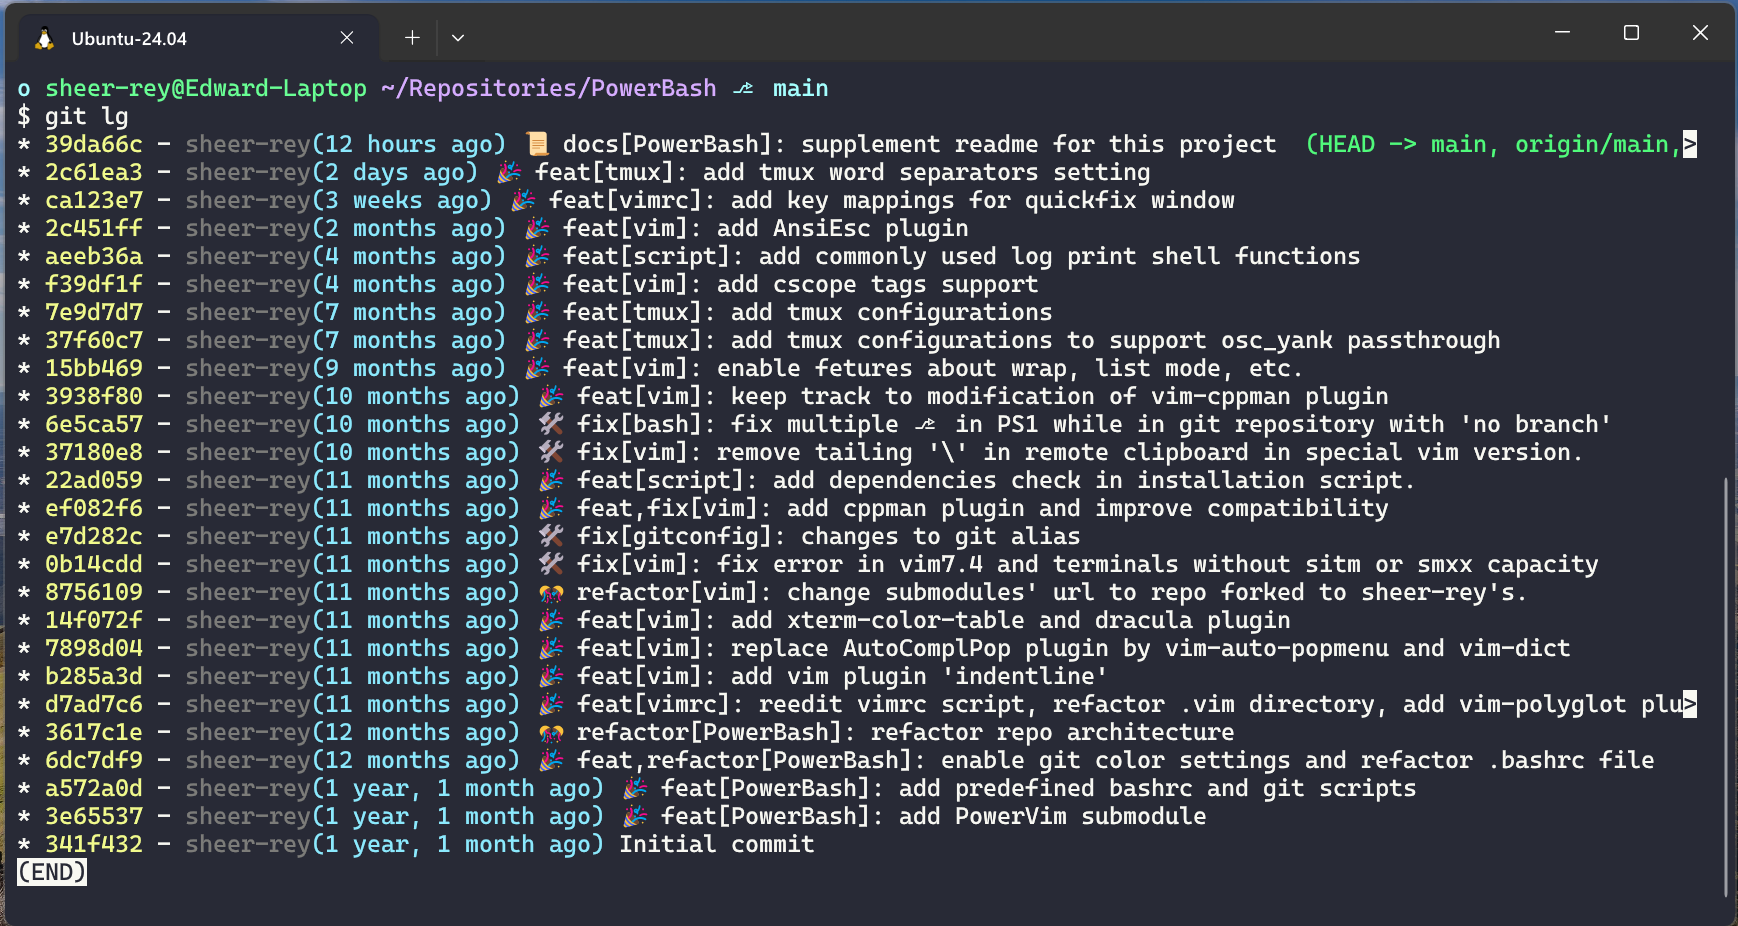 Ubuntu-24.04
o sheer-rey@Edward-Laptop ~/Repositories/PowerBash ⎇ main
$ git lg
* 39da66c - sheer-rey(12 hours ago) 📜 docs[PowerBash]: supplement readme for this project  (HEAD -> main, origin/main,>
* 2c61ea3 - sheer-rey(2 days ago) 🎉 feat[tmux]: add tmux word separators setting
* ca123e7 - sheer-rey(3 weeks ago) 🎉 feat[vimrc]: add key mappings for quickfix window
* 2c451ff - sheer-rey(2 months ago) 🎉 feat[vim]: add AnsiEsc plugin
* aeeb36a - sheer-rey(4 months ago) 🎉 feat[script]: add commonly used log print shell functions
* f39df1f - sheer-rey(4 months ago) 🎉 feat[vim]: add cscope tags support
* 7e9d7d7 - sheer-rey(7 months ago) 🎉 feat[tmux]: add tmux configurations
* 37f60c7 - sheer-rey(7 months ago) 🎉 feat[tmux]: add tmux configurations to support osc_yank passthrough
* 15bb469 - sheer-rey(9 months ago) 🎉 feat[vim]: enable fetures about wrap, list mode, etc.
* 3938f80 - sheer-rey(10 months ago) 🎉 feat[vim]: keep track to modification of vim-cppman plugin
* 6e5ca57 - sheer-rey(10 months ago) 🛠 fix[bash]: fix multiple ⎇ in PS1 while in git repository with 'no branch'
* 37180e8 - sheer-rey(10 months ago) 🛠 fix[vim]: remove tailing '\' in remote clipboard in special vim version.
* 22ad059 - sheer-rey(11 months ago) 🎉 feat[script]: add dependencies check in installation script.
* ef082f6 - sheer-rey(11 months ago) 🎉 feat,fix[vim]: add cppman plugin and improve compatibility
* e7d282c - sheer-rey(11 months ago) 🛠 fix[gitconfig]: changes to git alias
* 0b14cdd - sheer-rey(11 months ago) 🛠 fix[vim]: fix error in vim7.4 and terminals without sitm or smxx capacity
* 8756109 - sheer-rey(11 months ago) 🎊 refactor[vim]: change submodules' url to repo forked to sheer-rey's.
* 14f072f - sheer-rey(11 months ago) 🎉 feat[vim]: add xterm-color-table and dracula plugin
* 7898d04 - sheer-rey(11 months ago) 🎉 feat[vim]: replace AutoComplPop plugin by vim-auto-popmenu and vim-dict
* b285a3d - sheer-rey(11 months ago) 🎉 feat[vim]: add vim plugin 'indentline'
* d7ad7c6 - sheer-rey(11 months ago) 🎉 feat[vimrc]: reedit vimrc script, refactor .vim directory, add vim-polyglot plu>
* 3617c1e - sheer-rey(12 months ago) 🎊 refactor[PowerBash]: refactor repo architecture
* 6dc7df9 - sheer-rey(12 months ago) 🎉 feat,refactor[PowerBash]: enable git color settings and refactor .bashrc file
* a572a0d - sheer-rey(1 year, 1 month ago) 🎉 feat[PowerBash]: add predefined bashrc and git scripts
* 3e65537 - sheer-rey(1 year, 1 month ago) 🎉 feat[PowerBash]: add PowerVim submodule
* 341f432 - sheer-rey(1 year, 1 month ago) Initial commit
(END)